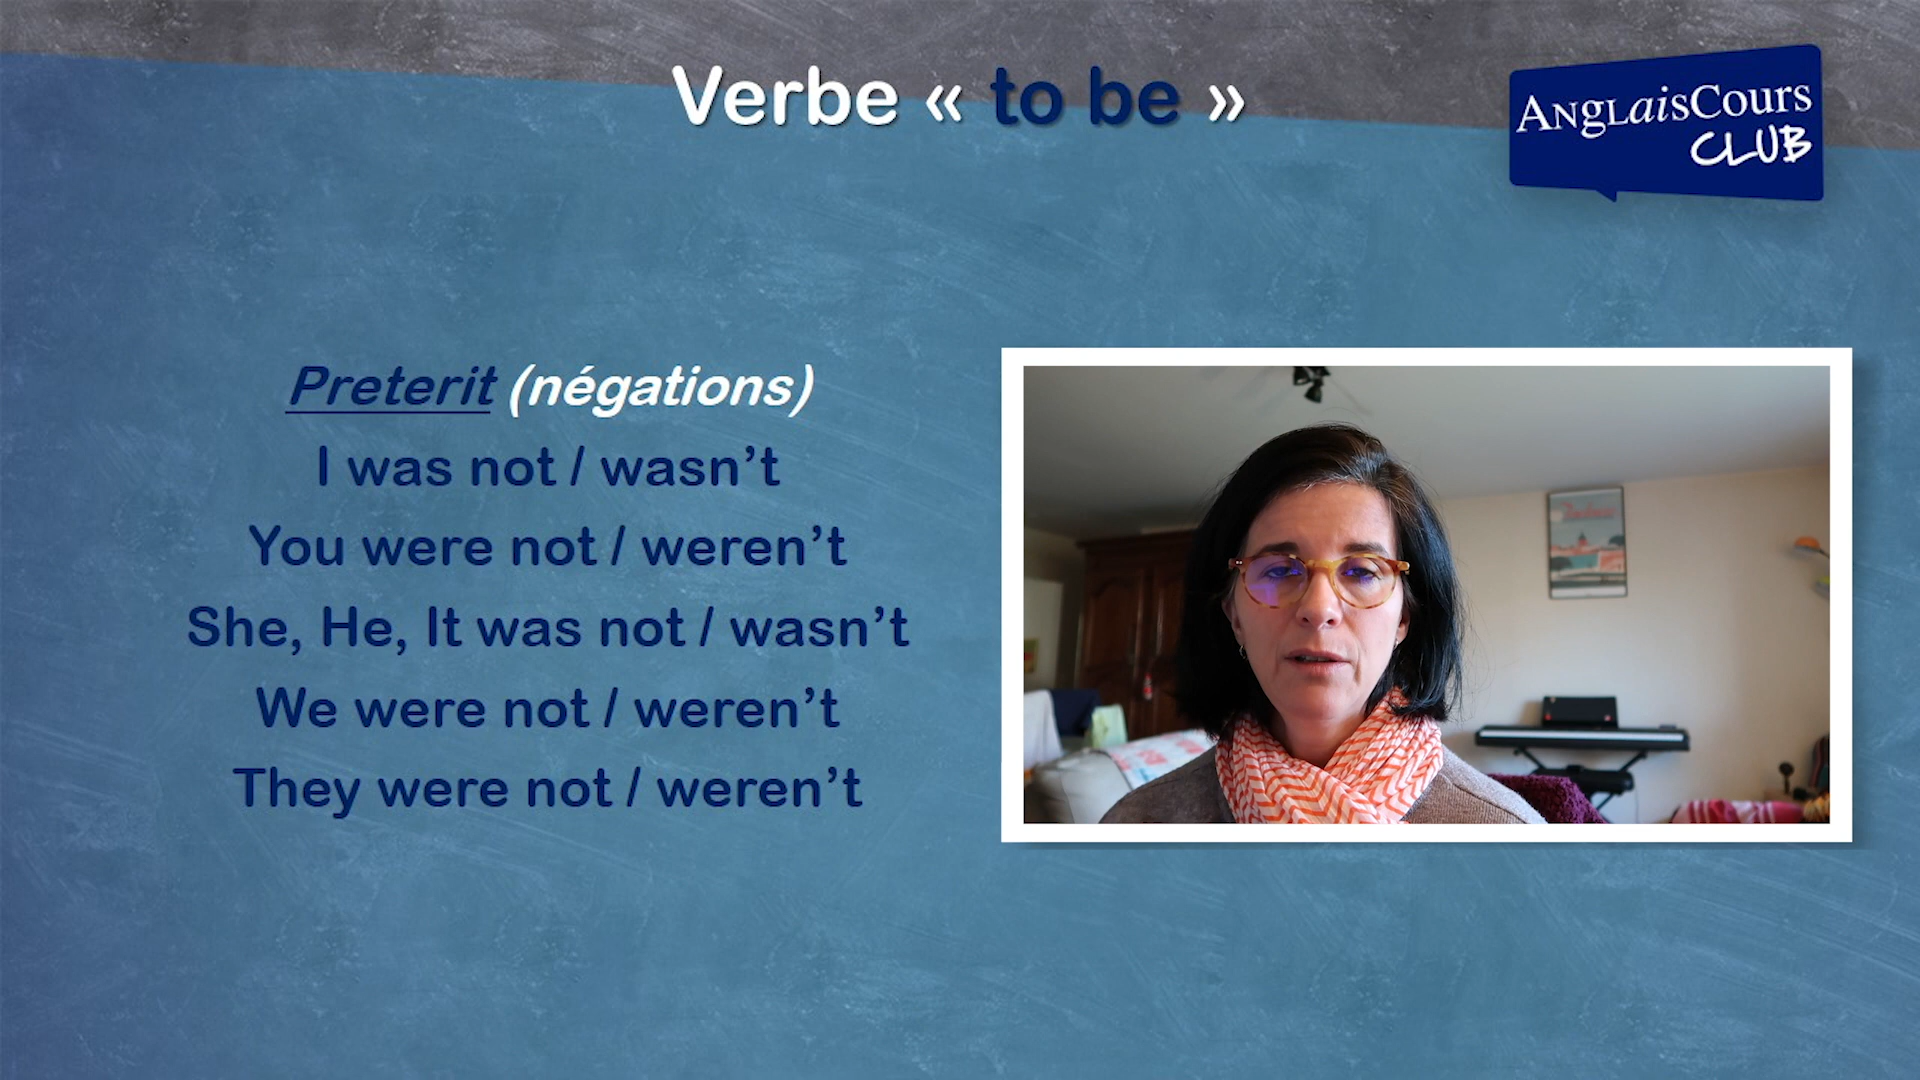 Verbe « to be »
ANgLaisCours
CLUB
Preterit (négations)
I was not / wasn’t
You were not / weren’t
She, He, It was not / wasn’t
We were not / weren’t
They were not / weren’t